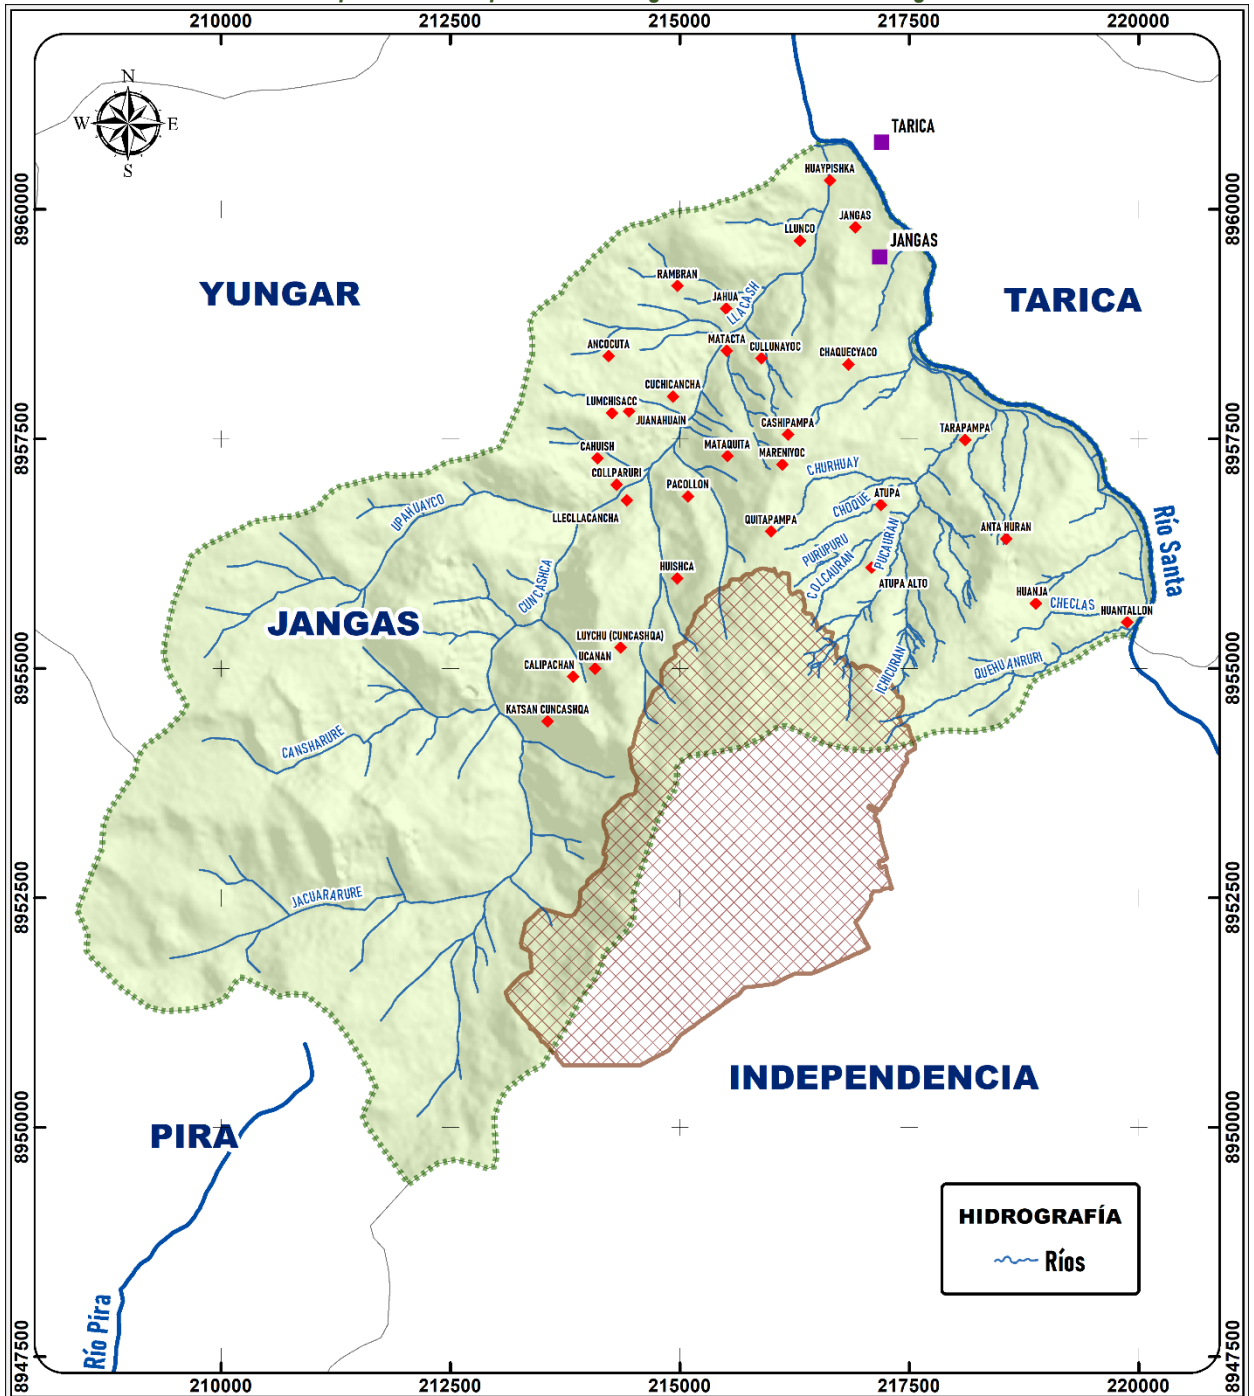 210000 212500 215000 217500 220000
N
W E
S
TARICA
HUAYPISHKA
8960000
8960000
JANGAS
LLUNCO
JANGAS
RAMBRAN
YUNGAR
TARICA
JAHUA
LLACASH
MATACTA
CULLUNAYOC
ANCOCUTA
CHAQUECYACO
CUCHICANCHA
LUMCHISACC
JUANAHUAIN
8957500
8957500
CASHIPAMPA
TARAPAMPA
CAHUISH
MATAQUITA
MARENIYOC
COLLPARURI
PACOLLON
CHURHUAY
UPAHUAYCO
LLECLLACANCHA
CHOQUE
ATUPA
QUITAPAMPA
ANTA HURAN
Río Santa
PURUPURU
PUCAURAN
COLCAURAN
CUNCASHCA
HUISHCA
ATUPA ALTO
HUANJA
CHECLAS
HUANTALLON
JANGAS
LUYCHU (CUNCASHQA)
UCANAN
CALIPACHAN
8955000
8955000
ICHICURAN
QUEHUANRURI
KATSAN CUNCASHQA
CANSHARURE
8952500
8952500
JACUARARURE
INDEPENDENCIA
8950000
8950000
PIRA
HIDROGRAFÍA
Ríos
Río Pira
8947500
8947500
210000 212500 215000 217500 220000